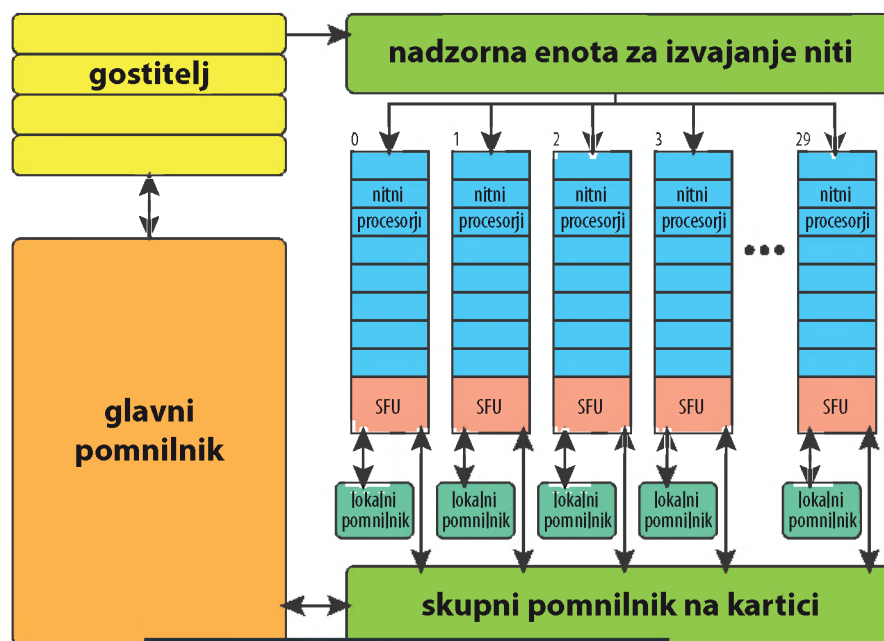 gostitelj
nadzorna enota za izvajanje niti
0
1
2
3
29
nitni
procesorji
nitni
procesorji
nitni
procesorji
nitni
procesorji
nitni
procesorji
SFU
SFU
SFU
SFU
SFU
glavni
pomnilnik
lokalni
pomnilnik
lokalni
pomnilnik
lokalni
pomnilnik
lokalni
pomnilnik
lokalni
pomnilnik
skupni pomnilnik na kartici